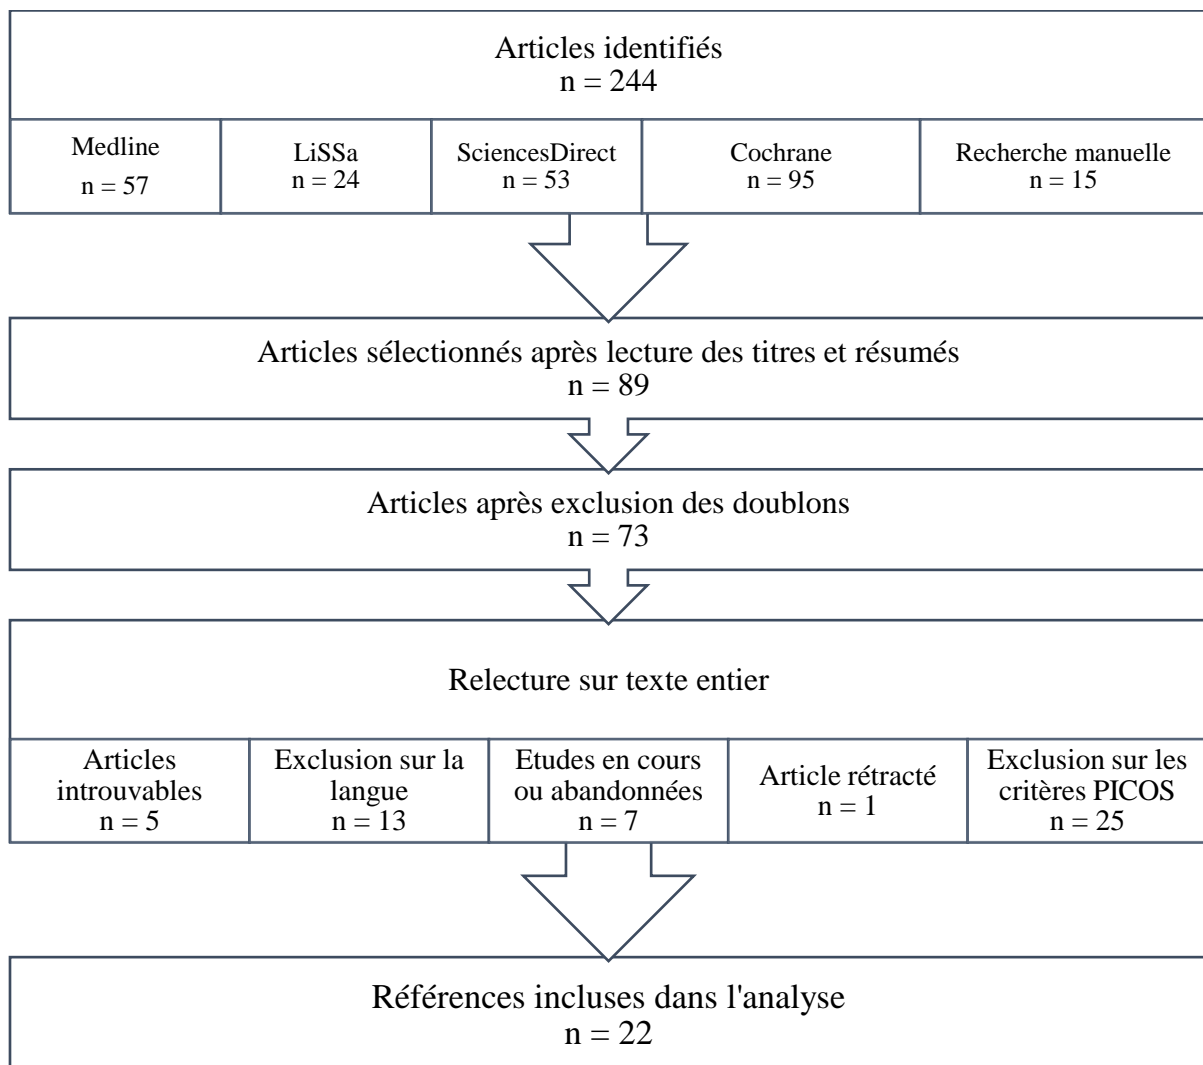 Articles identifiés
n = 244
Medline
n = 57
LiSSa
n = 24
SciencesDirect
n = 53
Cochrane
n = 95
Recherche manuelle
n = 15
Articles sélectionnés après lecture des titres et résumés
n = 89
Articles après exclusion des doublons
n = 73
Relecture sur texte entier
Articles
introuvables
n = 5
Exclusion sur la
langue
n = 13
Etudes en cours
ou abandonnées
n = 7
Article rétracté
n = 1
Exclusion sur les
critères PICOS
n = 25
Références incluses dans l'analyse
n = 22